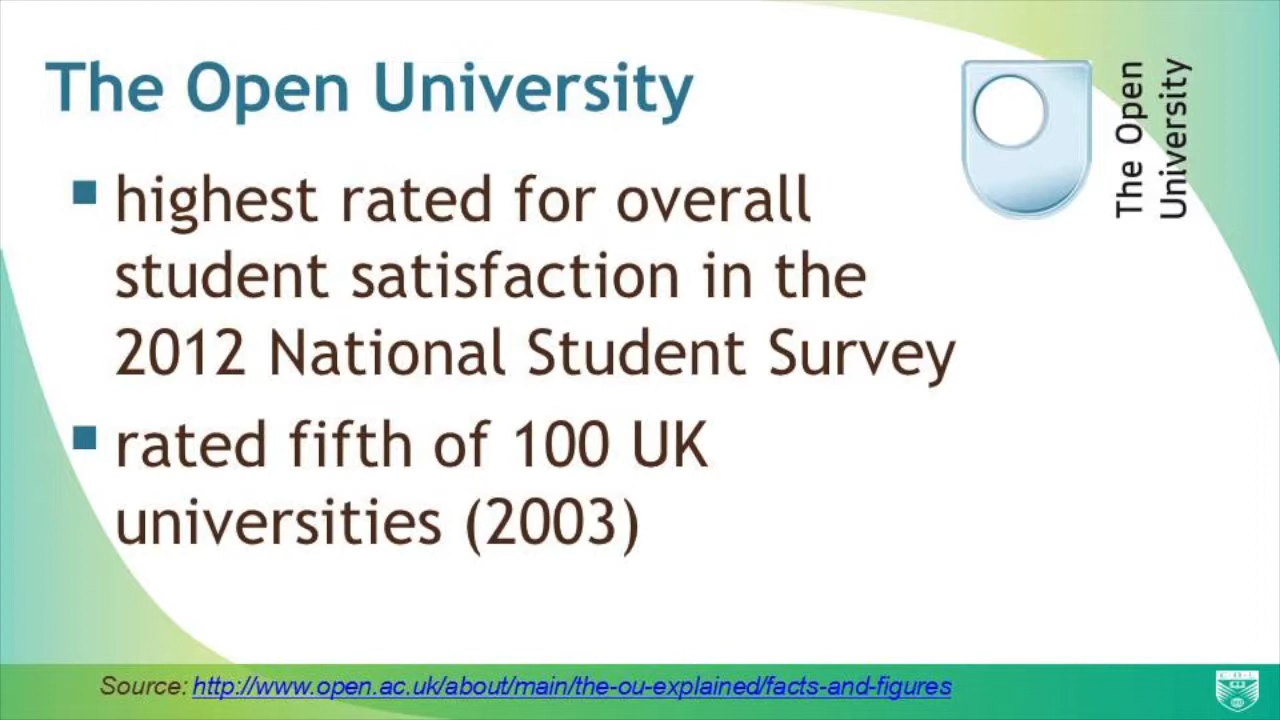 The Open University
The Open
University
▪ highest rated for overall
student satisfaction in the
2012 National Student Survey
▪ rated fifth of 100 UK
universities (2003)
Source: http://www.open.ac.uk/about/main/the-ou-explained/facts-and-figures